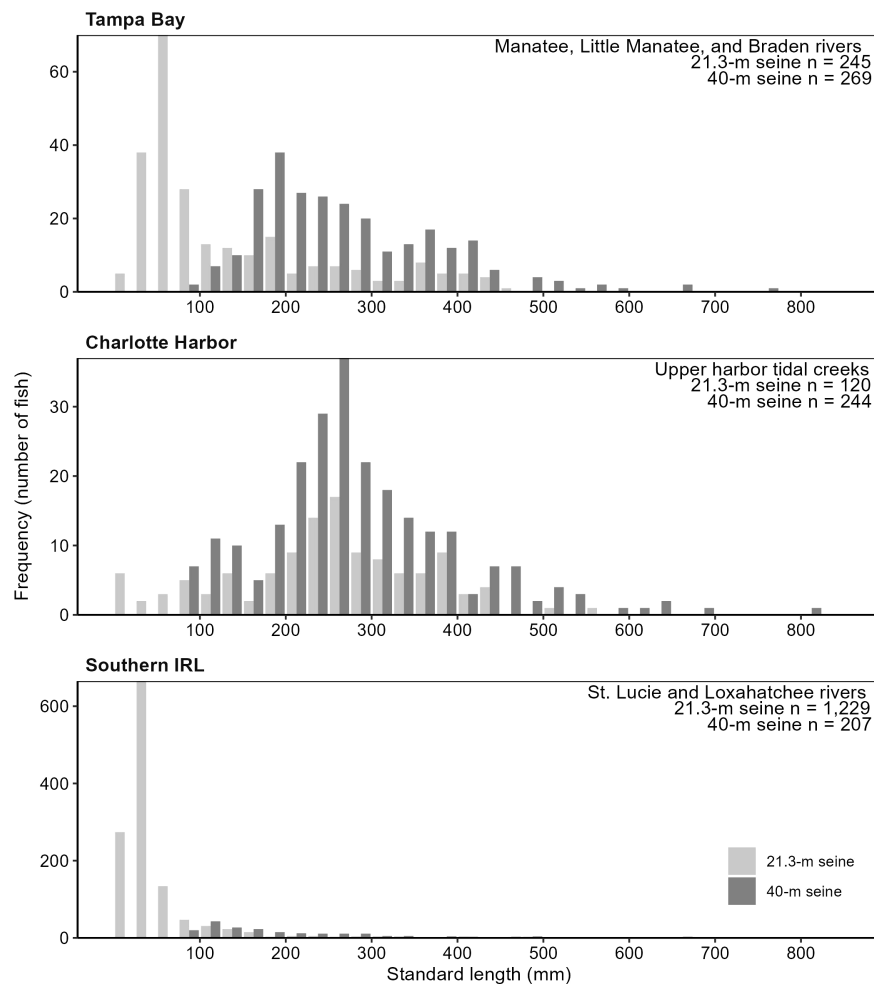 Tampa Bay
Manatee, Little Manatee, and Braden rivers
21.3-m seine n = 245
40-m seine n = 269
60
40
20
0
100 200 300 400 500 600 700 800
Charlotte Harbor
Upper harbor tidal creeks
21.3-m seine n = 120
40-m seine n = 244
Frequency (number of fish)
30
20
10
0
100 200 300 400 500 600 700 800
Southern IRL
St. Lucie and Loxahatchee rivers
21.3-m seine n = 1,229
40-m seine n = 207
600
400
200
0
21.3-m seine
40-m seine
100 200 300 400 500 600 700 800
Standard length (mm)